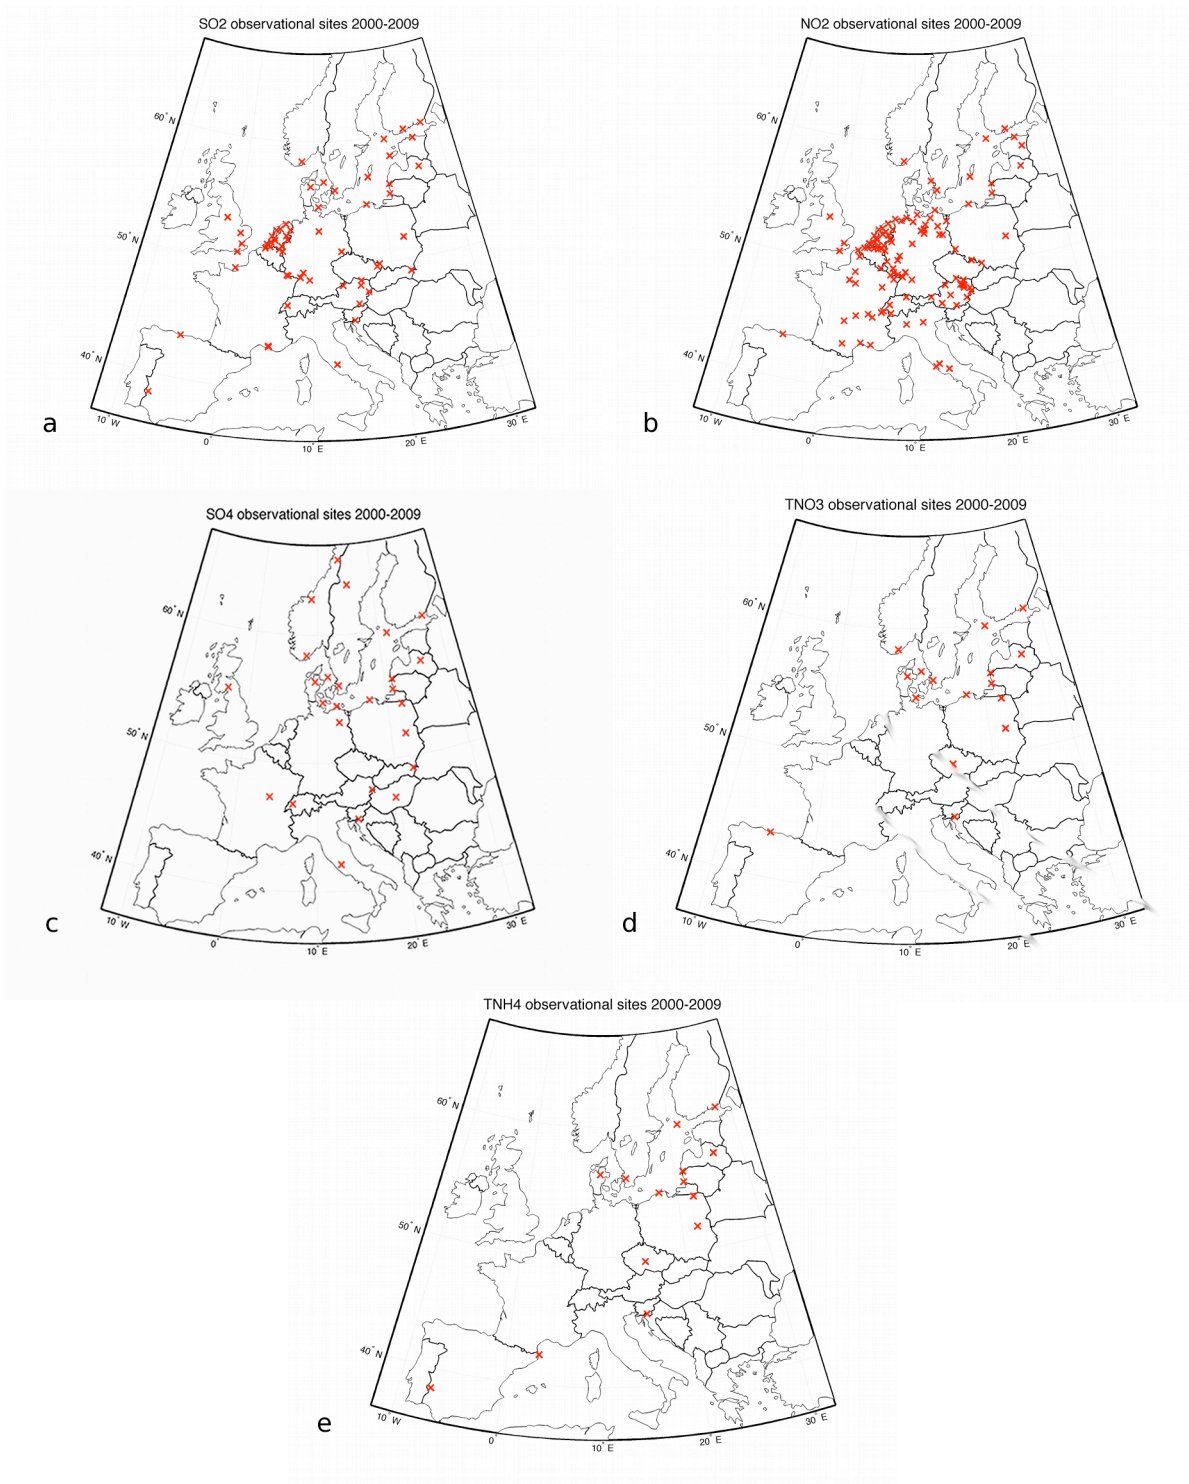 SO2 observational sites 2000-2009
60° N
50° N
40° N
10° W
0°
10° E
20° E
30° E
a
NO2 observational sites 2000-2009
60° N
50° N
40° N
10° W
0°
10° E
20° E
30° E
b
SO4 observational sites 2000-2009
60° N
50° N
40° N
10° W
0°
10° E
20° E
30° E
c
TNO3 observational sites 2000-2009
60° N
50° N
40° N
10° W
0°
10° E
20° E
30° E
d
TNH4 observational sites 2000-2009
60° N
50° N
40° N
10° W
0°
10° E
20° E
30° E
e